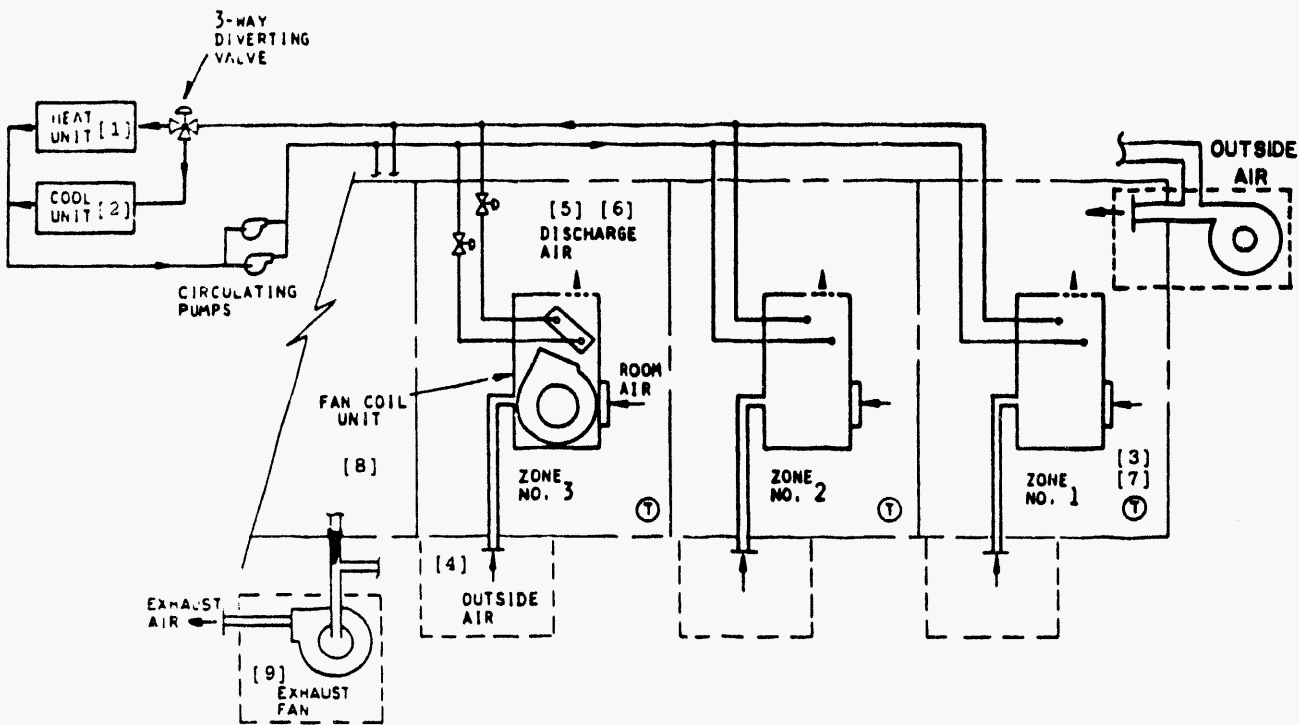 3-WAY
DIVERTING
VALVE
HEAT
UNIT [1]
COOL
UNIT [2]
CIRCULATING
PUMPS
OUTSIDE
AIR
[5] [6]
DISCHARGE
AIR
ROOM
AIR
FAN COIL
UNIT
[8]
ZONE
NO. 3
T
ZONE
NO. 2
T
ZONE
NO. 1
[3]
[7]
T
[4]
OUTSIDE
AIR
EXHAUST
AIR
[9]
EXHAUST
FAN